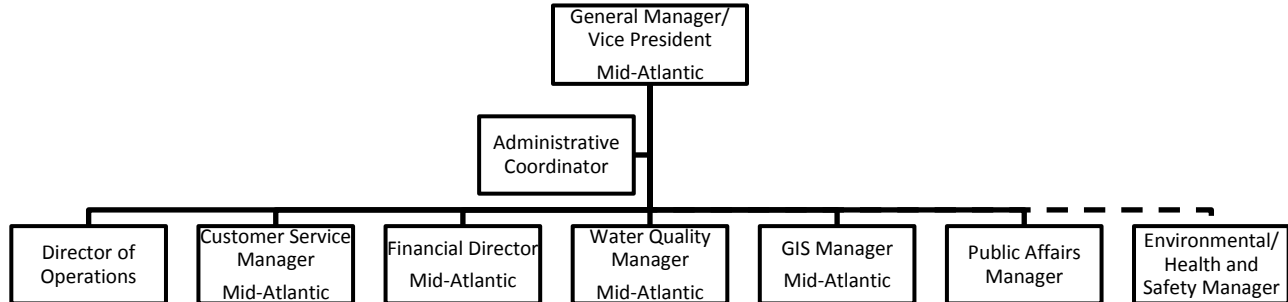 General Manager/
Vice President
Mid-Atlantic
Administrative
Coordinator
Director of
Operations
Customer Service
Manager
Mid-Atlantic
Financial Director
Mid-Atlantic
Water Quality
Manager
Mid-Atlantic
GIS Manager
Mid-Atlantic
Public Affairs
Manager
Environmental/
Health and
Safety Manager